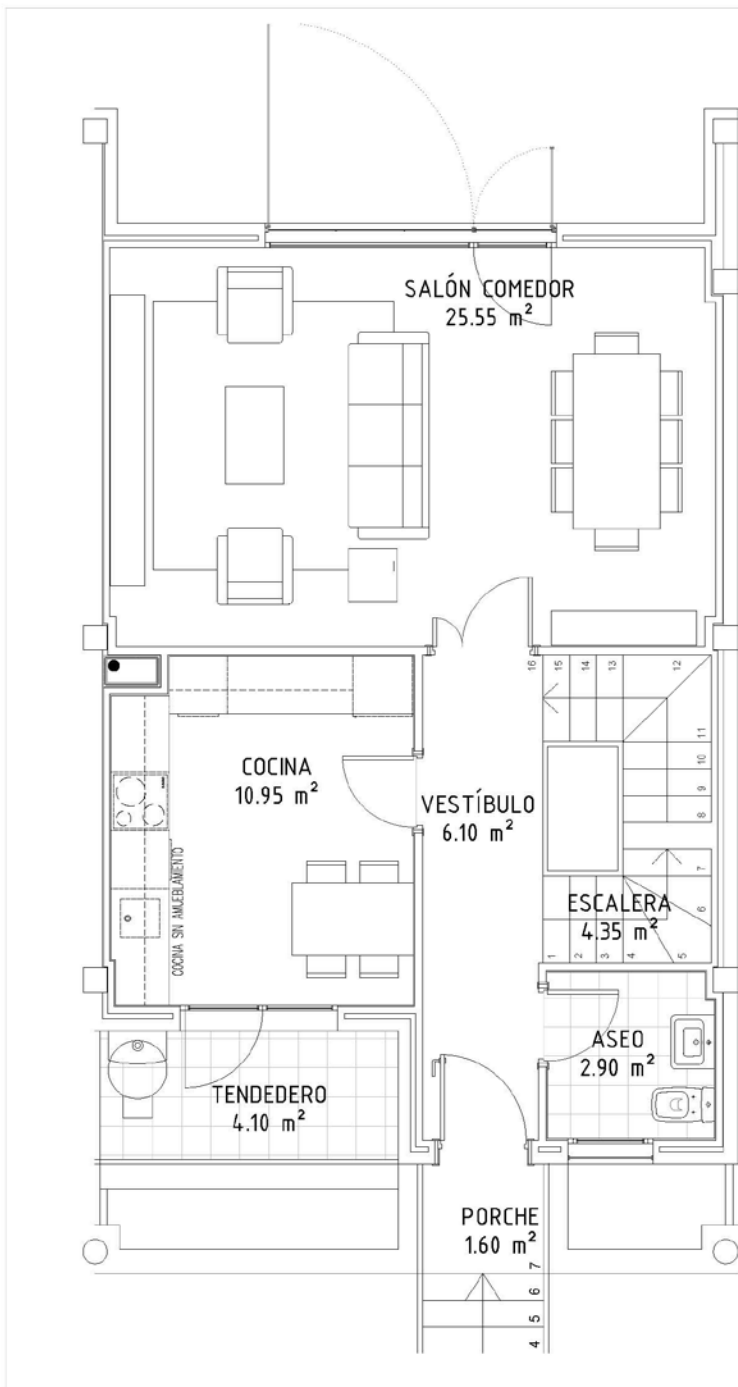 SALÓN COMEDOR
25.55 m²
16
15
14
13
12
11
10
9
8
COCINA
10.95 m²
VESTÍBULO
6.10 m²
COCINA SIN AMUEBLAMIENTO
7
6
ESCALERA
4.35 m²
1
2
3
4
5
ASEO
2.90 m²
TENDEDERO
4.10 m²
PORCHE
1.60 m²
7
6
5
4